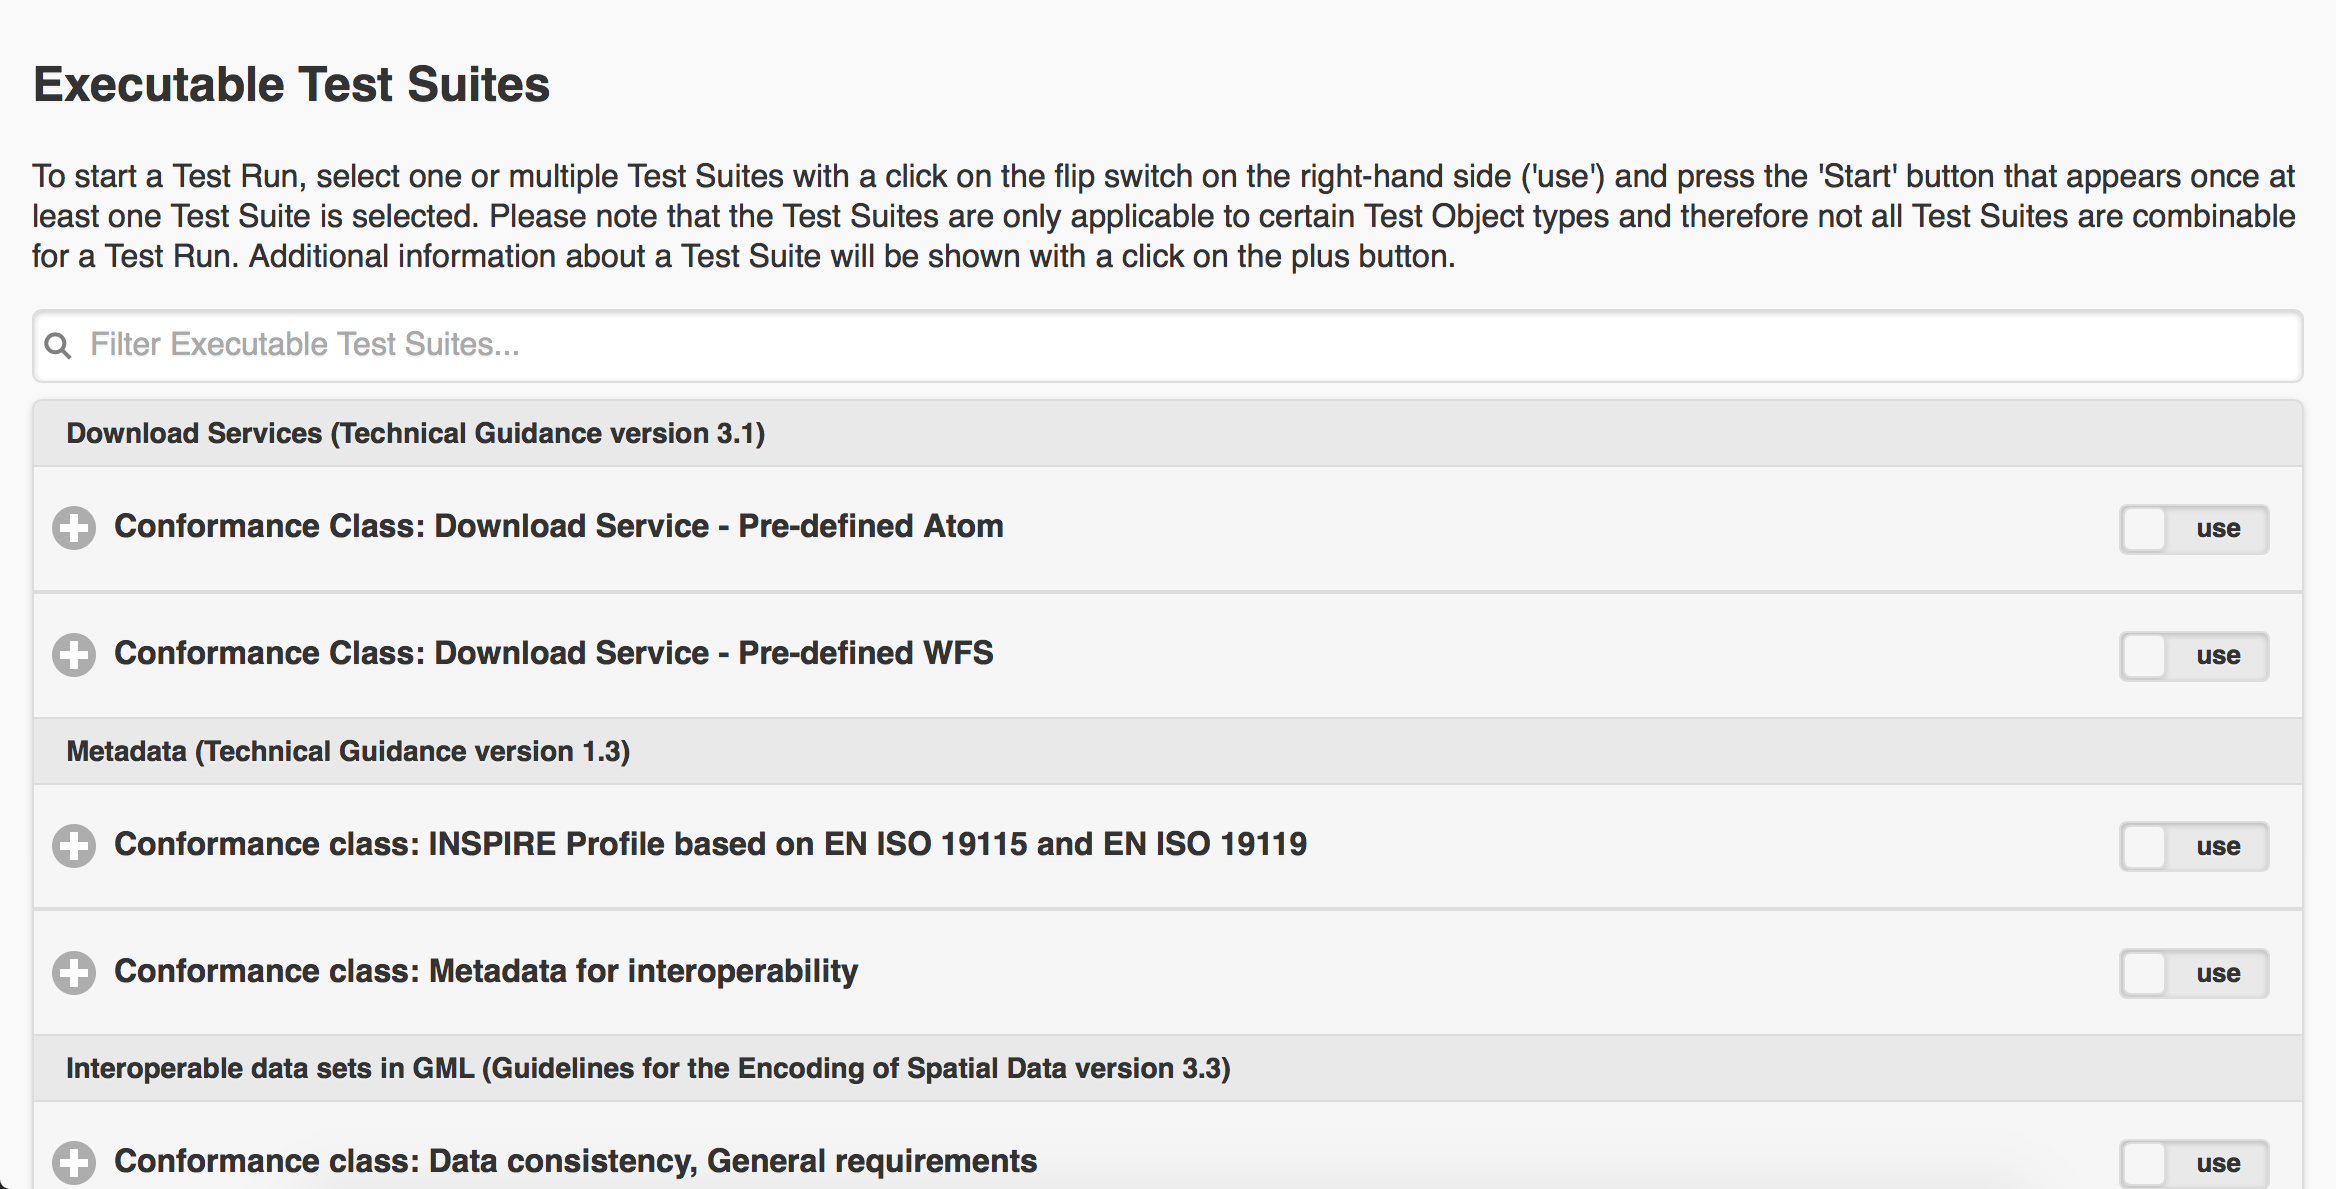 Executable Test Suites
To start a Test Run, select one or multiple Test Suites with a click on the flip switch on the right-hand side ('use') and press the 'Start' button that appears once at
least one Test Suite is selected. Please note that the Test Suites are only applicable to certain Test Object types and therefore not all Test Suites are combinable
for a Test Run. Additional information about a Test Suite will be shown with a click on the plus button.
Filter Executable Test Suites...
Download Services (Technical Guidance version 3.1)
Conformance Class: Download Service - Pre-defined Atom use
Conformance Class: Download Service - Pre-defined WFS use
Metadata (Technical Guidance version 1.3)
Conformance class: INSPIRE Profile based on EN ISO 19115 and EN ISO 19119 use
Conformance class: Metadata for interoperability use
Interoperable data sets in GML (Guidelines for the Encoding of Spatial Data version 3.3)
Conformance class: Data consistency, General requirements use